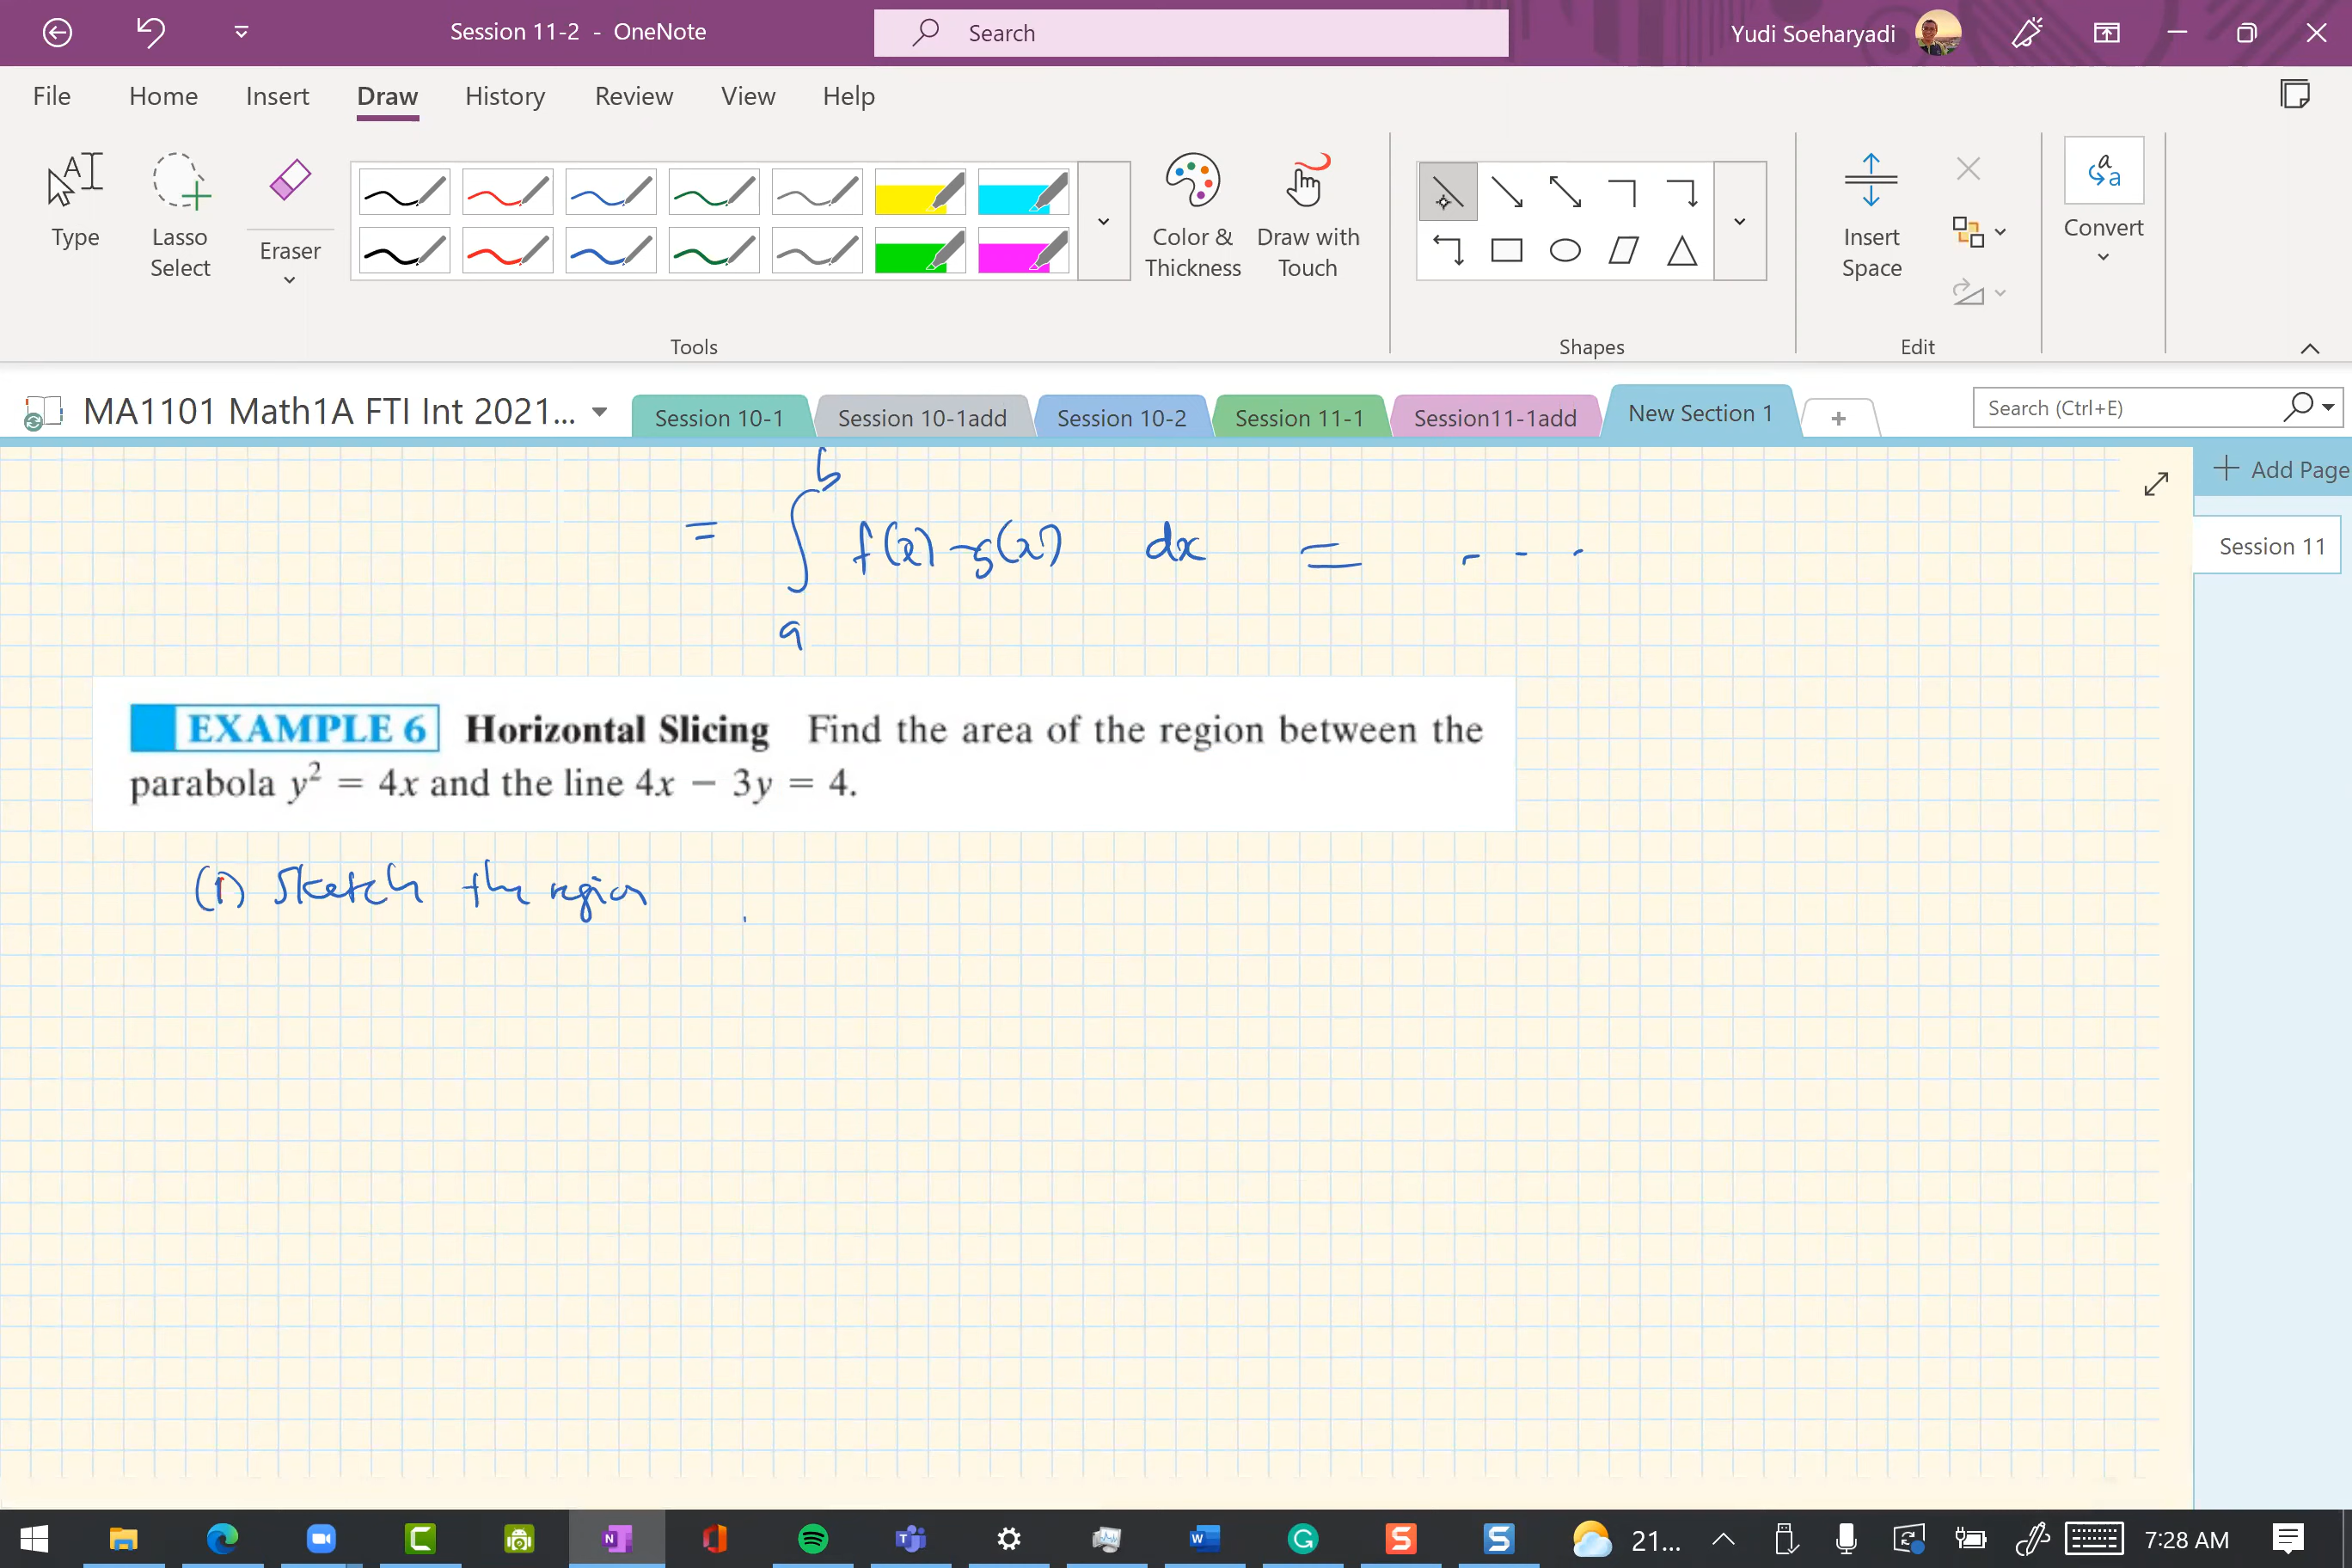 Session 11-2 - OneNote
Search
Yudi Soeharyadi
File Home Insert Draw History Review View Help
Type
Lasso Select
Eraser
Color & Thickness
Draw with Touch
Insert Space
Convert
Tools
Shapes
Edit
MA1101 Math1A FTI Int 2021...
Session 10-1
Session 10-1add
Session 10-2
Session 11-1
Session11-1add
New Section 1
Search (Ctrl+E)
Add Page
Session 11
b
= ∫ f(x) - g(x) dx = ...
a
EXAMPLE 6 Horizontal Slicing Find the area of the region between the
parabola y² = 4x and the line 4x − 3y = 4.
(1) Sketch the region
21...
7:28 AM